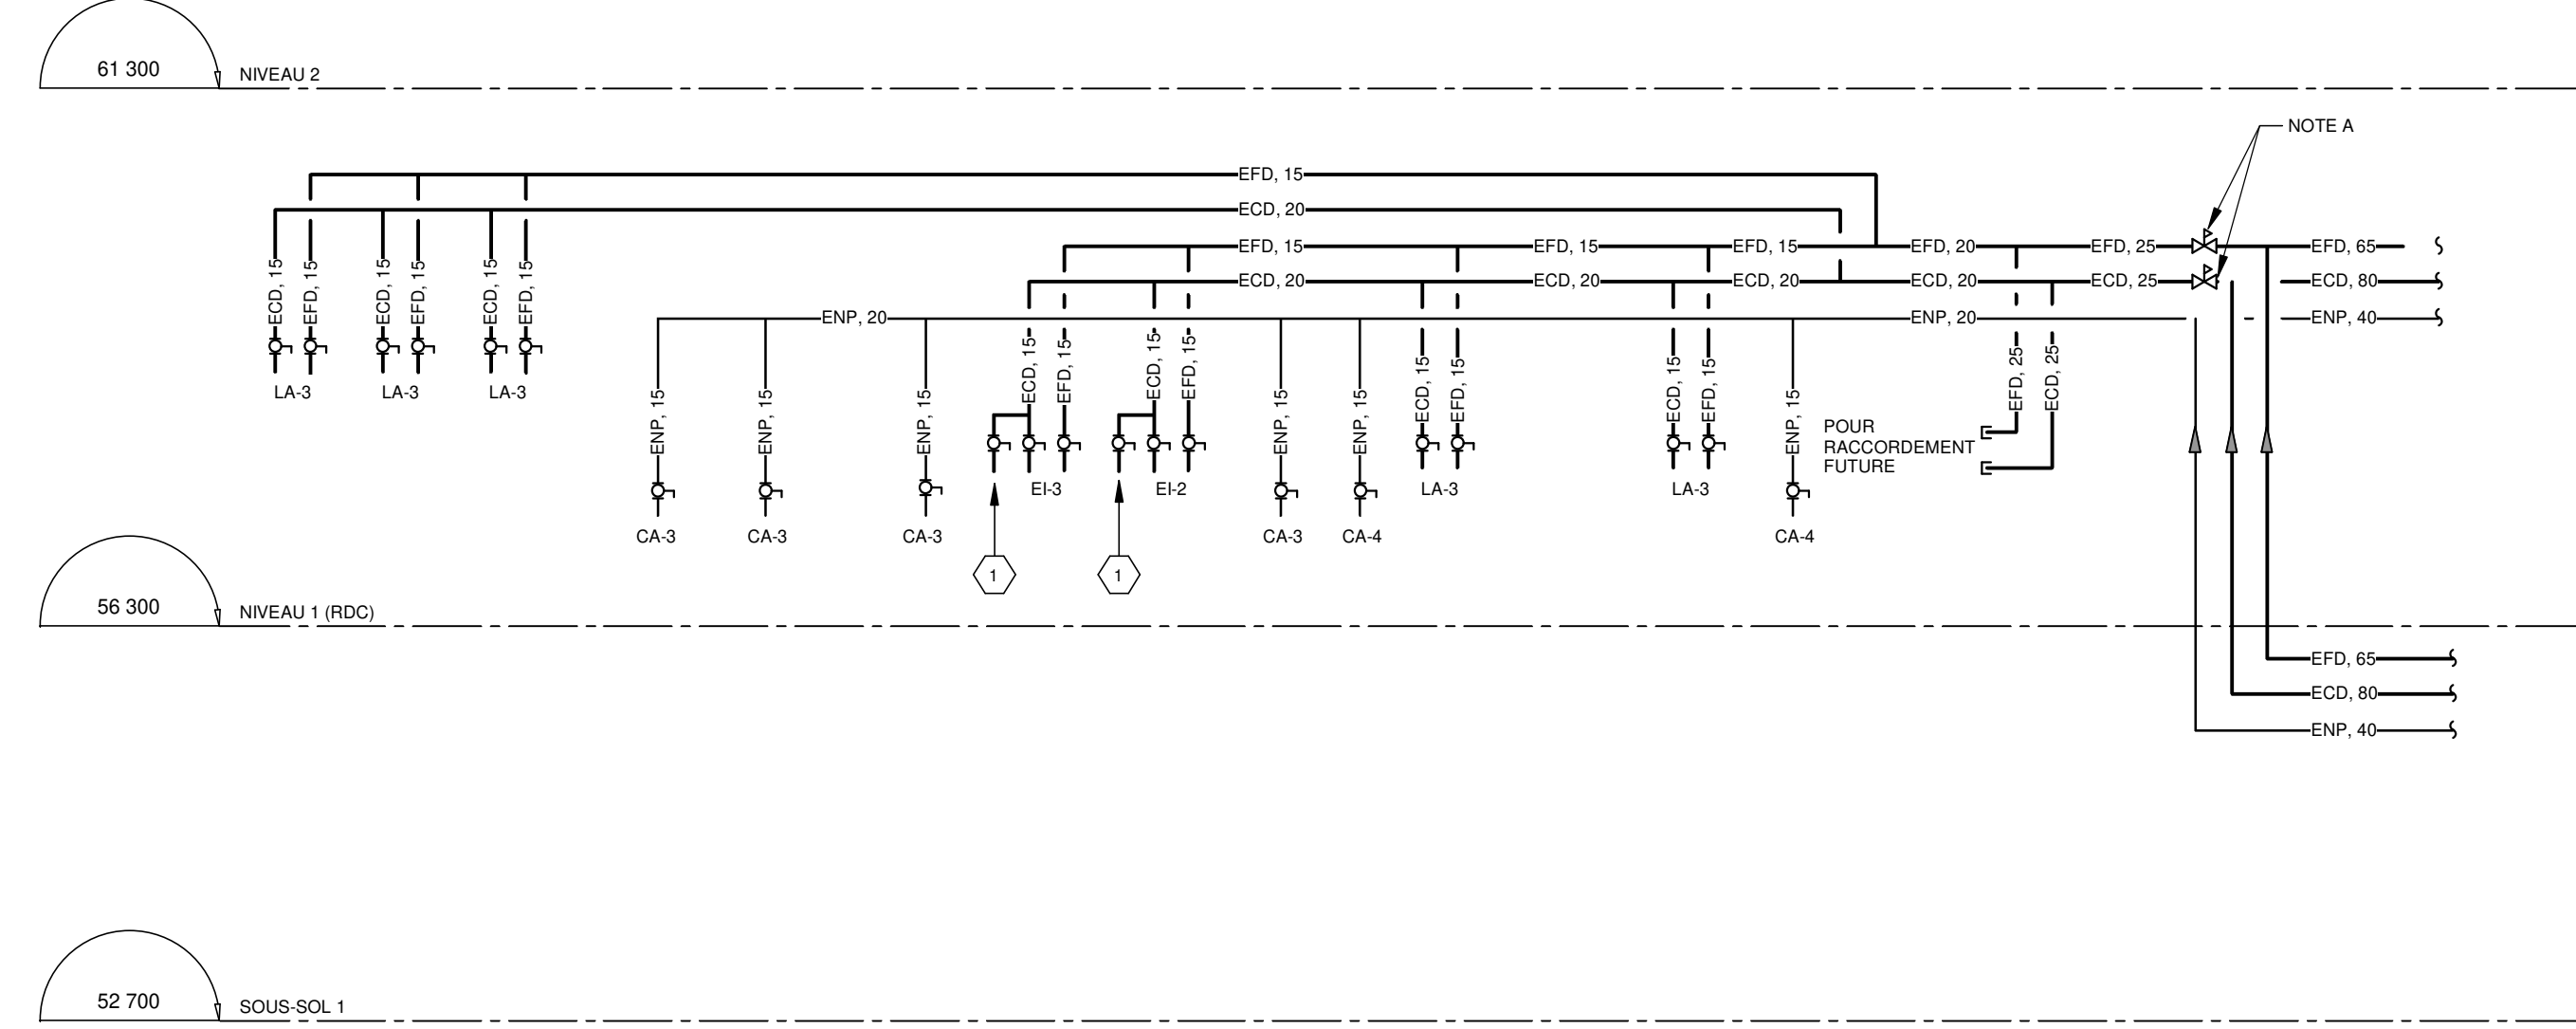 61 300
NIVEAU 2
NOTE A
EFD, 15
ECD, 20
EFD, 15
EFD, 15
EFD, 15
EFD, 20
EFD, 25
EFD, 65
ECD, 20
ECD, 20
ECD, 20
ECD, 20
ECD, 25
ECD, 80
ENP, 20
ENP, 20
ENP, 40
ECD, 15
EFD, 15
ECD, 15
EFD, 15
ECD, 15
EFD, 15
LA-3
LA-3
LA-3
ENP, 15
ENP, 15
ENP, 15
ECD, 15
EFD, 15
ECD, 15
EFD, 15
ENP, 15
ENP, 15
ECD, 15
EFD, 15
ECD, 15
EFD, 15
ENP, 15
EFD, 25
ECD, 25
POUR
RACCORDEMENT
FUTURE
EI-3
EI-2
LA-3
LA-3
CA-3
CA-3
CA-3
CA-3
CA-4
CA-4
1
1
56 300
NIVEAU 1 (RDC)
EFD, 65
ECD, 80
ENP, 40
52 700
SOUS-SOL 1